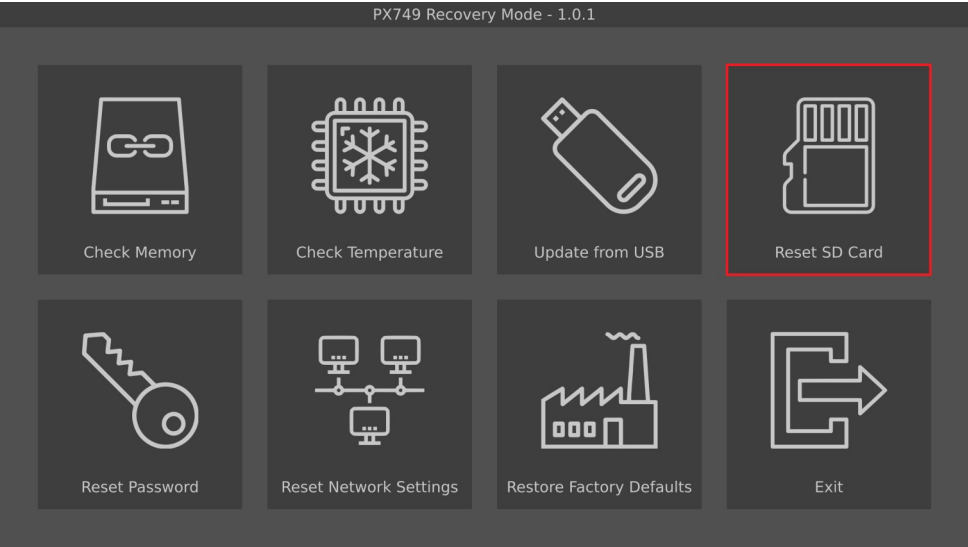 PX749 Recovery Mode - 1.0.1
Check Memory
Check Temperature
Update from USB
Reset SD Card
Reset Password
Reset Network Settings
Restore Factory Defaults
Exit